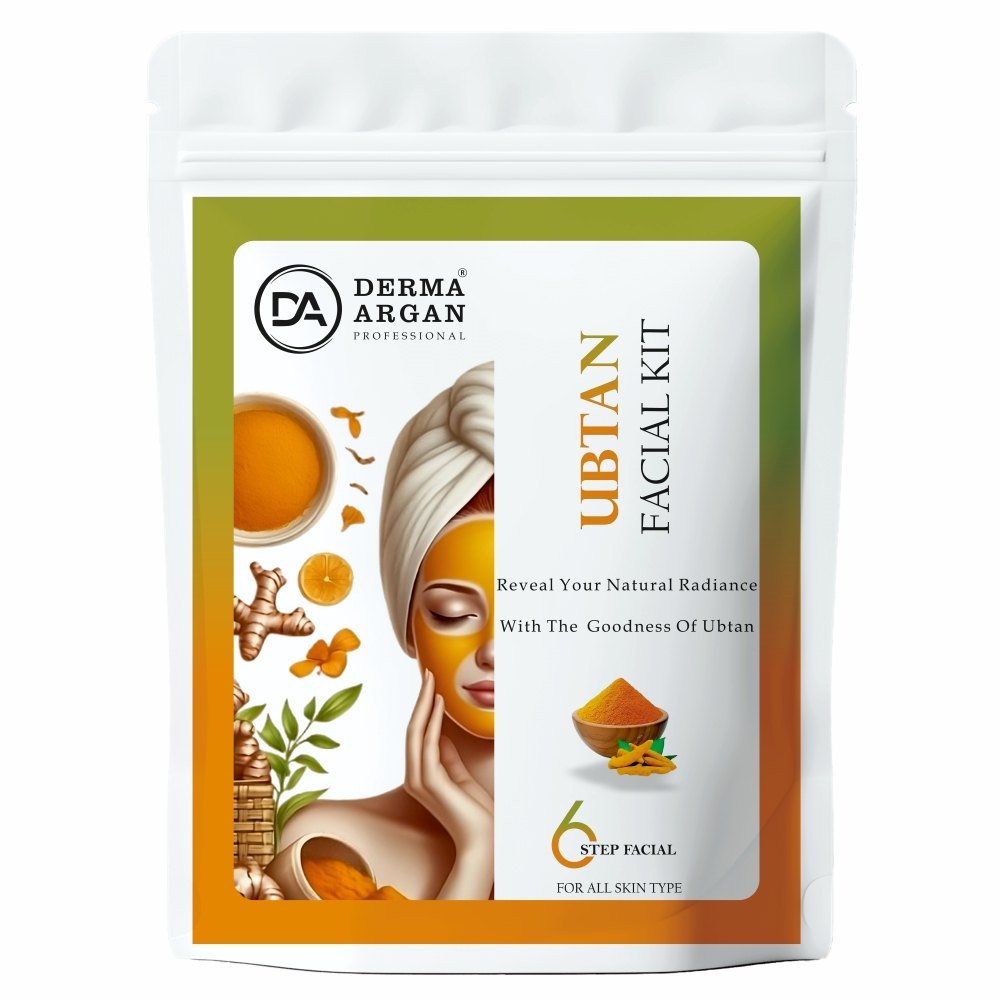 DA
DERMA®
ARGAN
PROFESSIONAL
UBTAN
FACIAL KIT
Reveal Your Natural Radiance
With The Goodness Of Ubtan
6
STEP FACIAL
FOR ALL SKIN TYPE